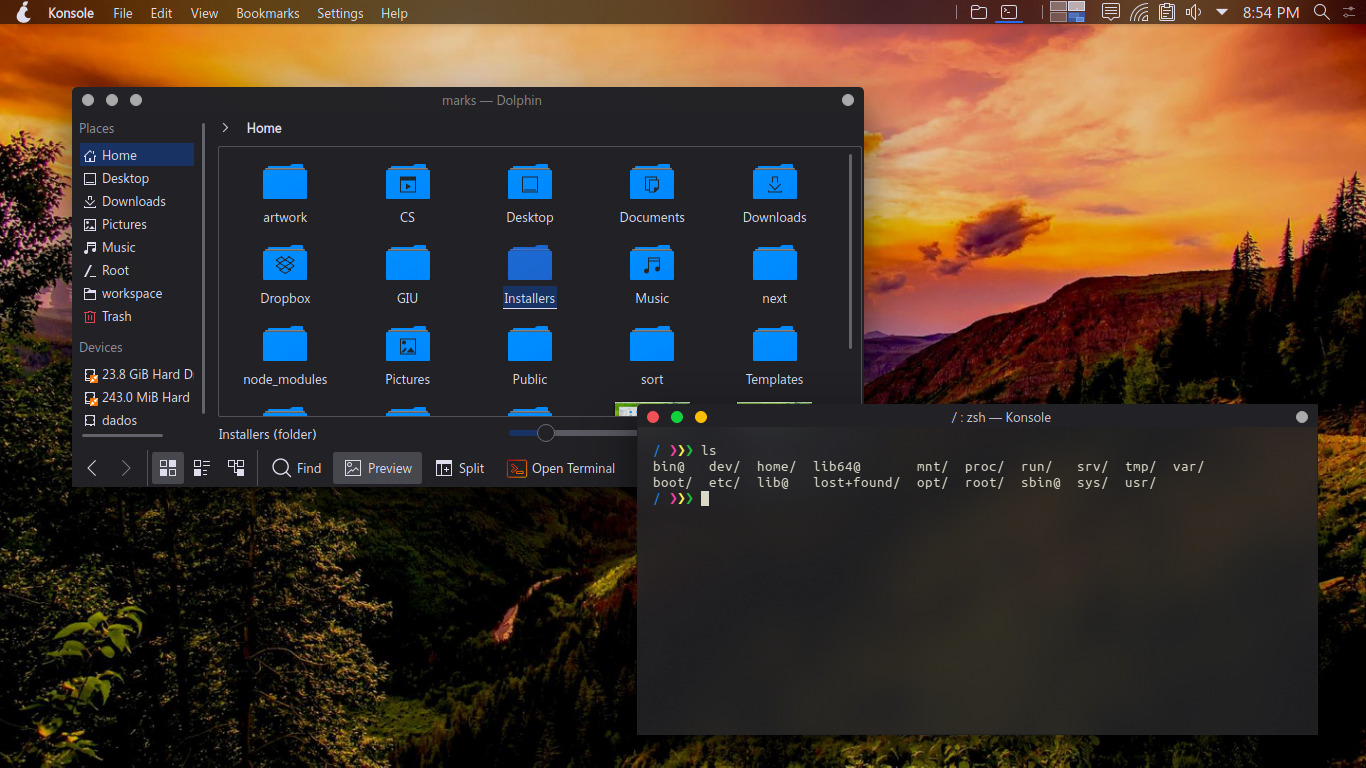 Konsole File Edit View Bookmarks Settings Help 8:54 PM
marks — Dolphin
Places
Home
Desktop
Downloads
Pictures
Music
Root
workspace
Trash
Devices
23.8 GiB Hard D
243.0 MiB Hard
dados
Home
artwork CS Desktop Documents Downloads
Dropbox GIU Installers Music next
node_modules Pictures Public sort Templates
Installers (folder)
Find Preview Split Open Terminal
/ : zsh — Konsole
/ ❯❯❯ ls
bin@ dev/ home/ lib64@ mnt/ proc/ run/ srv/ tmp/ var/
boot/ etc/ lib@ lost+found/ opt/ root/ sbin@ sys/ usr/
/ ❯❯❯